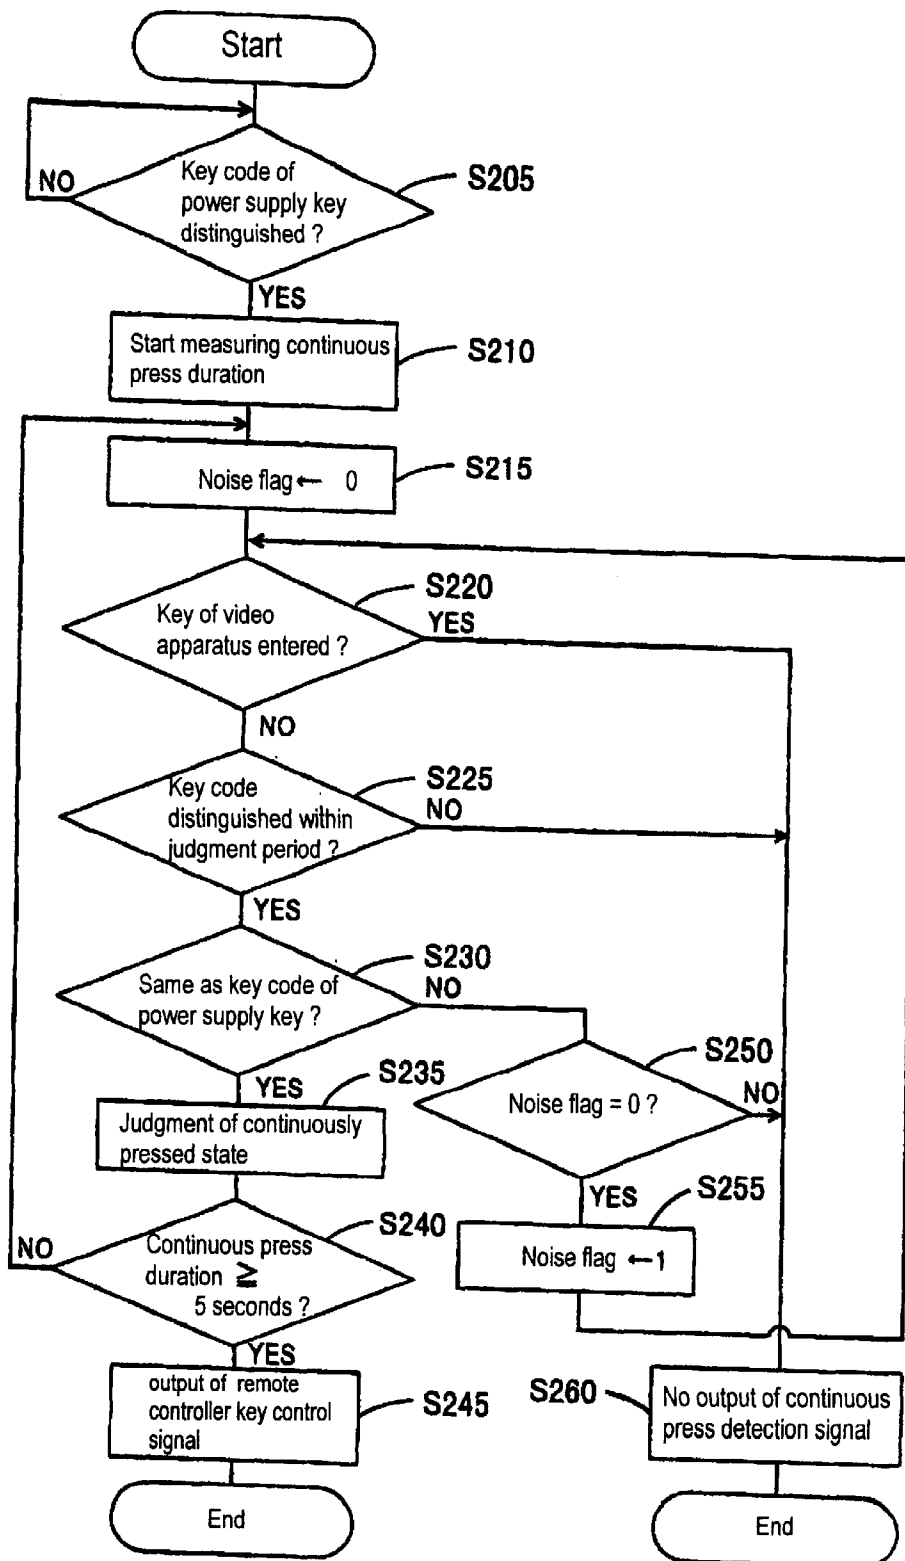 Start
Key code of
power supply key
distinguished ?
S205
NO
YES
Start measuring continuous
press duration
S210
Noise flag ← 0
S215
Key of video
apparatus entered ?
S220
YES
NO
Key code
distinguished within
judgment period ?
S225
NO
YES
Same as key code of
power supply key ?
S230
NO
YES
S235
Judgment of continuously
pressed state
Noise flag = 0 ?
S250
NO
YES
S255
Noise flag ←1
Continuous press
duration ≧
5 seconds ?
S240
NO
YES
output of remote
controller key control
signal
S245
S260
No output of continuous
press detection signal
End
End